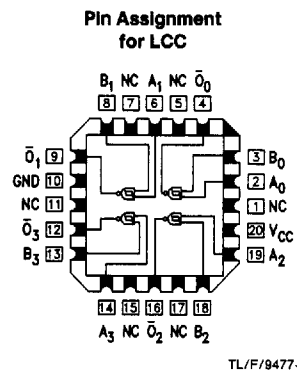 Pin Assignment
for LCC
B₁ NC A₁ NC Ō₀
8 7 6 5 4
Ō₁ 9
GND 10
NC 11
Ō₃ 12
B₃ 13
3 B₀
2 A₀
1 NC
20 V_CC
19 A₂
14 15 16 17 18
A₃ NC Ō₂ NC B₂
TL/F/9477-